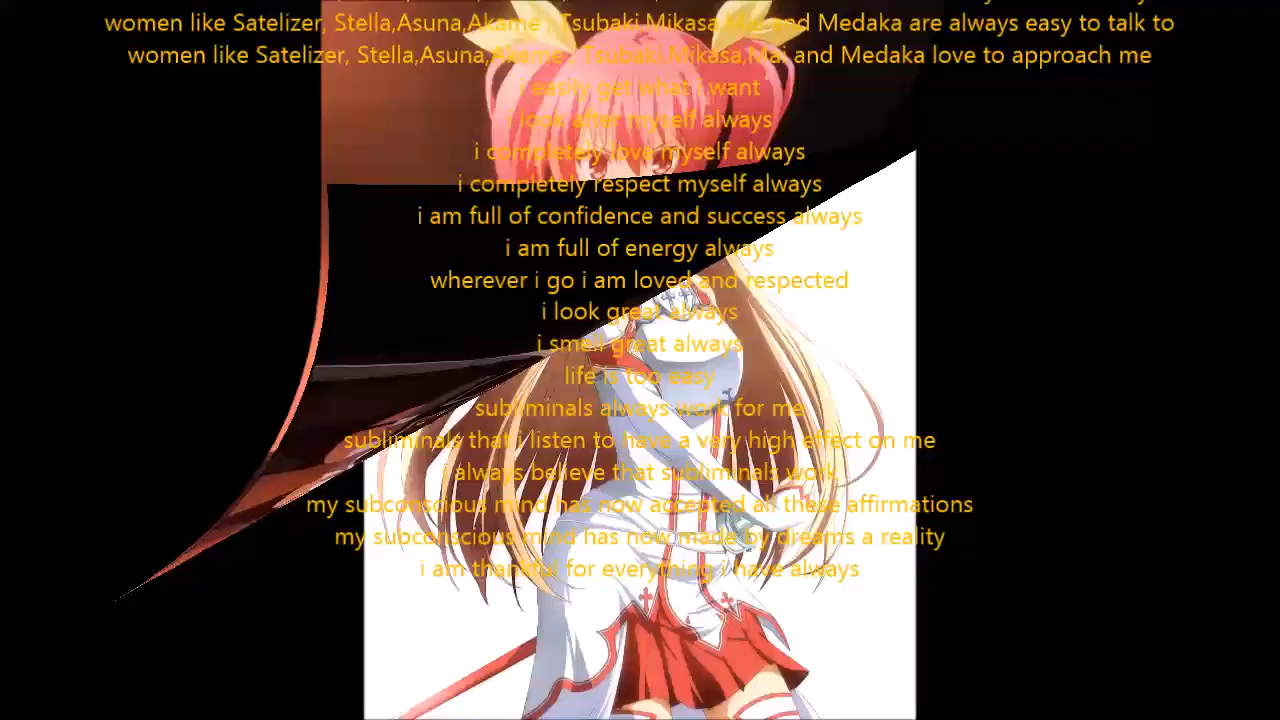 women like Satelizer, Stella,Asuna,Akame , Tsubaki,Mikasa,Mai and Medaka are always easy to talk to
women like Satelizer, Stella,Asuna,Akame , Tsubaki,Mikasa,Mai and Medaka love to approach me
i easily get what i want
i look after myself always
i completely love myself always
i completely respect myself always
i am full of confidence and success always
i am full of energy always
wherever i go i am loved and respected
i look great always
i smell great always
life is too easy
subliminals always work for me
subliminals that i listen to have a very high effect on me
i always believe that subliminals work
my subconscious mind has now accepted all these affirmations
my subconscious mind has now made by dreams a reality
i am thankful for everything i have always